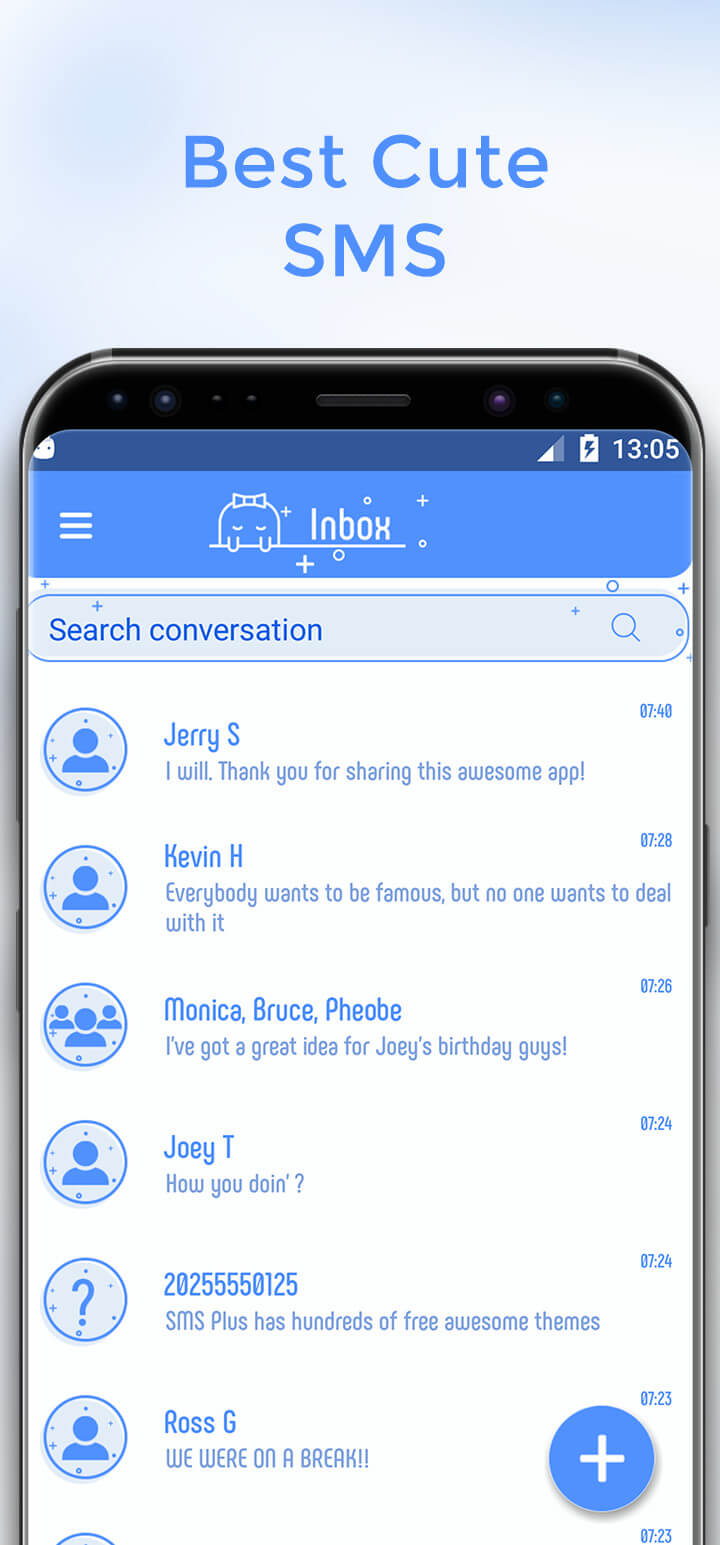 Best Cute
SMS
13:05
Inbox
Search conversation
07:40
Jerry S
I will. Thank you for sharing this awesome app!
07:28
Kevin H
Everybody wants to be famous, but no one wants to deal
with it
07:26
Monica, Bruce, Pheobe
I've got a great idea for Joey's birthday guys!
07:24
Joey T
How you doin' ?
07:24
?
20255550125
SMS Plus has hundreds of free awesome themes
07:23
Ross G
WE WERE ON A BREAK!!
07:23